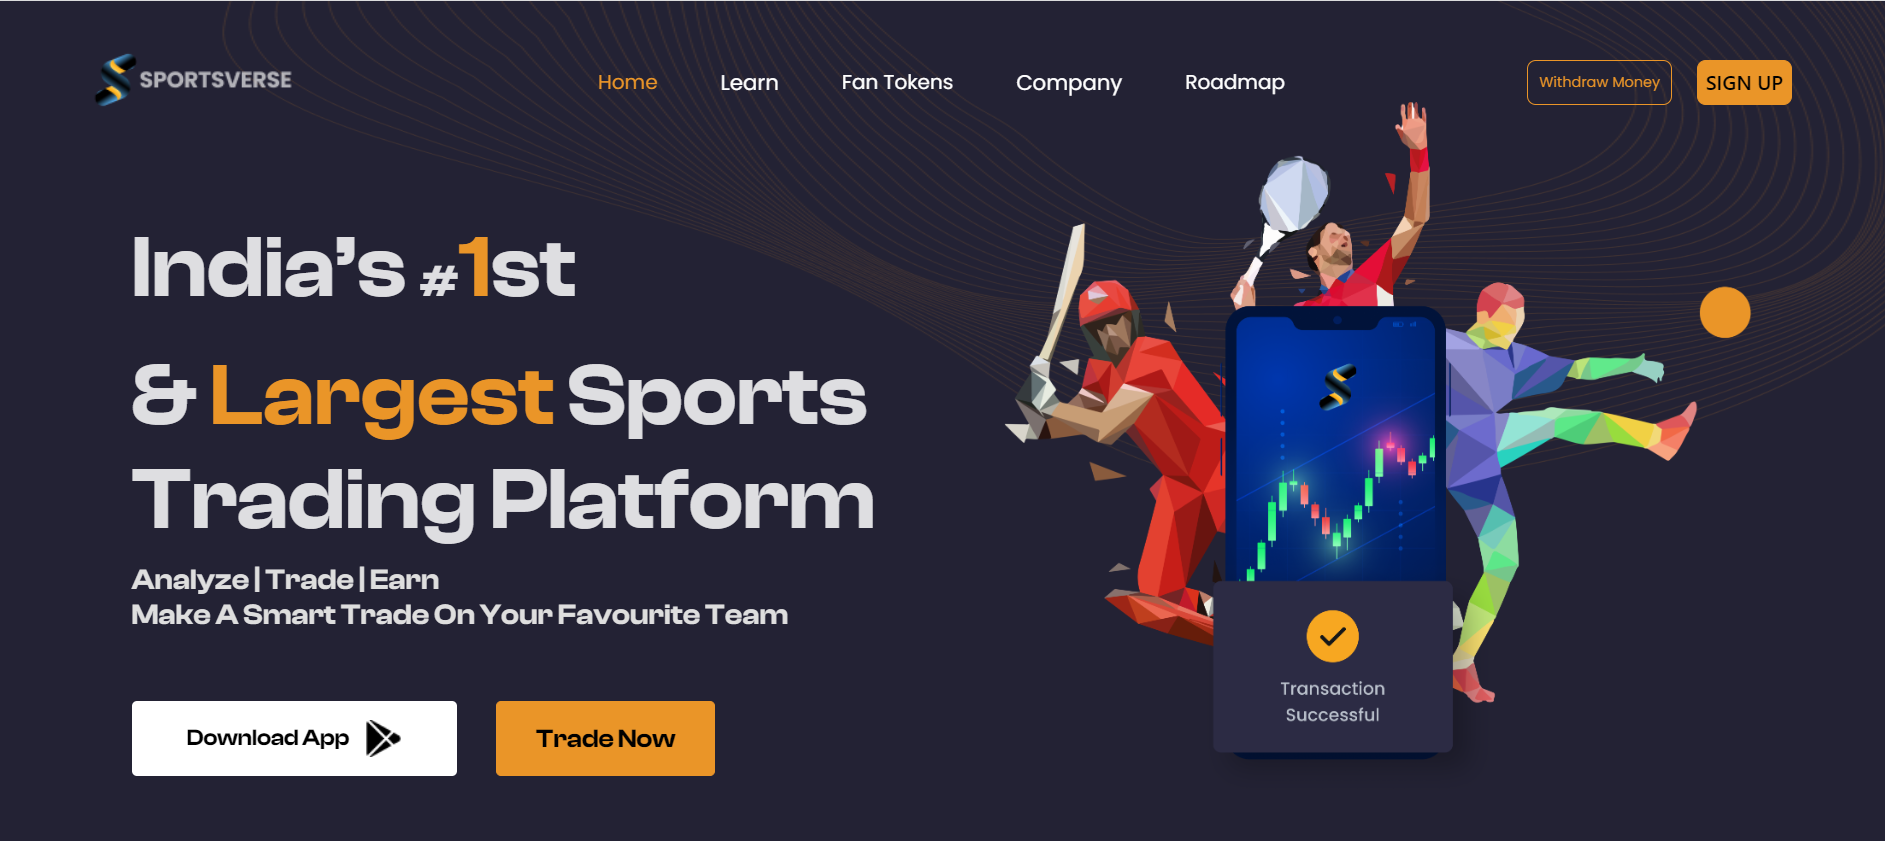 SPORTSVERSE
Home Learn Fan Tokens Company Roadmap
Withdraw Money SIGN UP
India’s #1st
& Largest Sports
Trading Platform
Analyze | Trade | Earn
Make A Smart Trade On Your Favourite Team
Download App Trade Now
Transaction
Successful